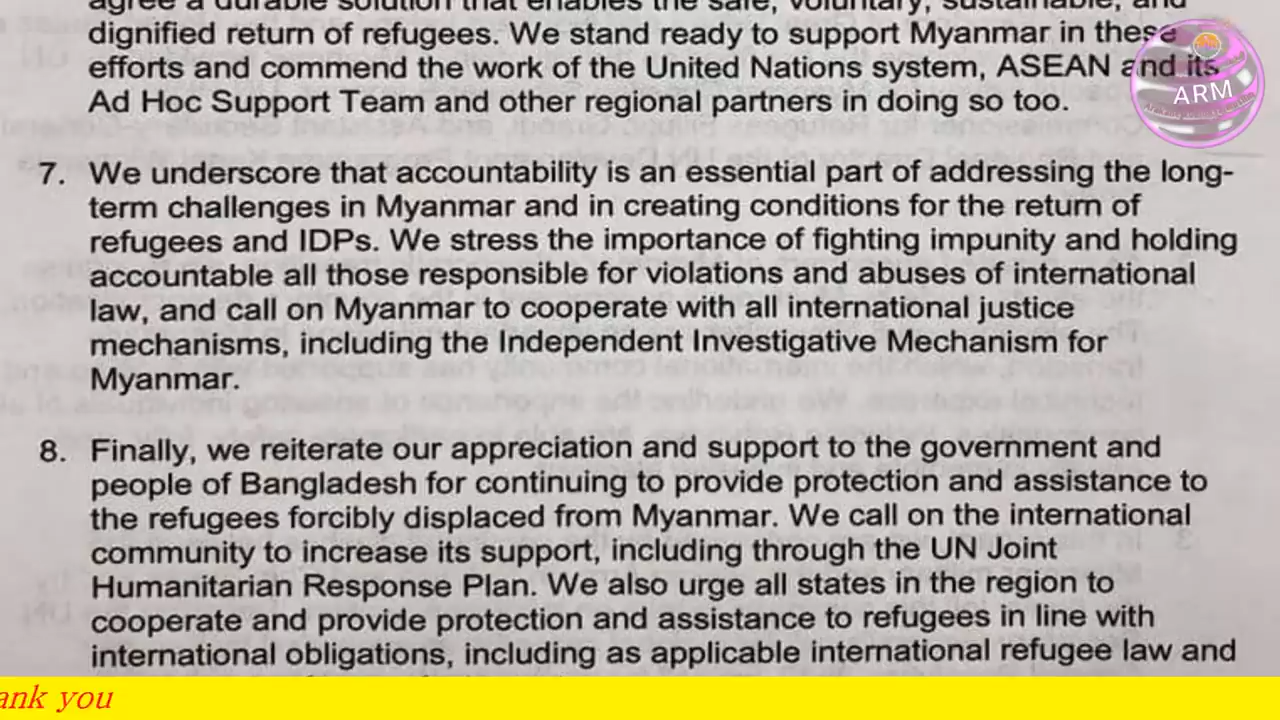 agree a durable solution that enables the safe, voluntary, sustainable, and
dignified return of refugees. We stand ready to support Myanmar in these
efforts and commend the work of the United Nations system, ASEAN and its
Ad Hoc Support Team and other regional partners in doing so too.
7. We underscore that accountability is an essential part of addressing the long-
term challenges in Myanmar and in creating conditions for the return of
refugees and IDPs. We stress the importance of fighting impunity and holding
accountable all those responsible for violations and abuses of international
law, and call on Myanmar to cooperate with all international justice
mechanisms, including the Independent Investigative Mechanism for
Myanmar.
8. Finally, we reiterate our appreciation and support to the government and
people of Bangladesh for continuing to provide protection and assistance to
the refugees forcibly displaced from Myanmar. We call on the international
community to increase its support, including through the UN Joint
Humanitarian Response Plan. We also urge all states in the region to
cooperate and provide protection and assistance to refugees in line with
international obligations, including as applicable international refugee law and
ARM
ank you